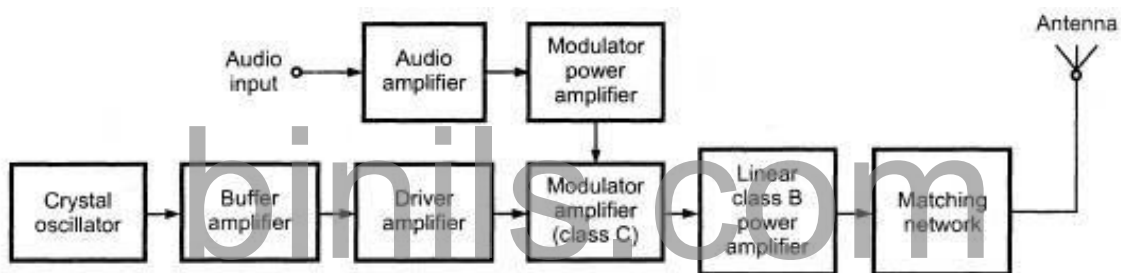 Antenna
Audio
input
Audio
amplifier
Modulator
power
amplifier
Crystal
oscillator
Buffer
amplifier
Driver
amplifier
Modulator
amplifier
(class C)
Linear
class B
power
amplifier
Matching
network
binils.com